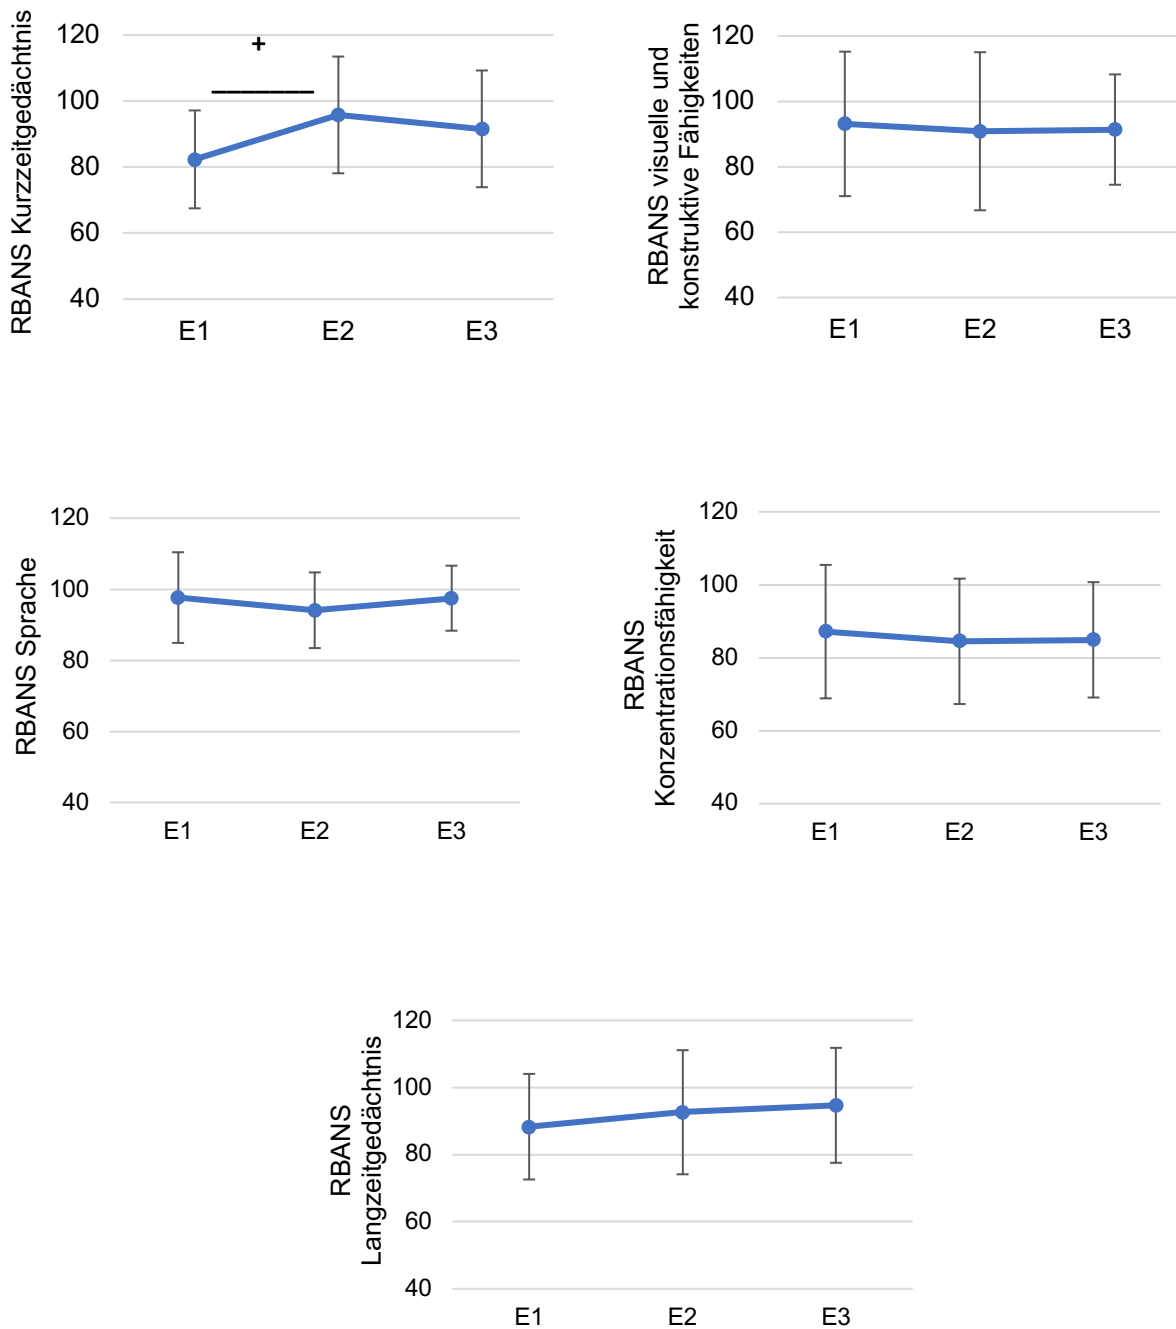 RBANS Kurzzeitgedächtnis
120
100
80
60
40
+
E1 E2 E3
RBANS visuelle und
konstruktive Fähigkeiten
120
100
80
60
40
E1 E2 E3
RBANS Sprache
120
100
80
60
40
E1 E2 E3
RBANS
Konzentrationsfähigkeit
120
100
80
60
40
E1 E2 E3
RBANS
Langzeitgedächtnis
120
100
80
60
40
E1 E2 E3